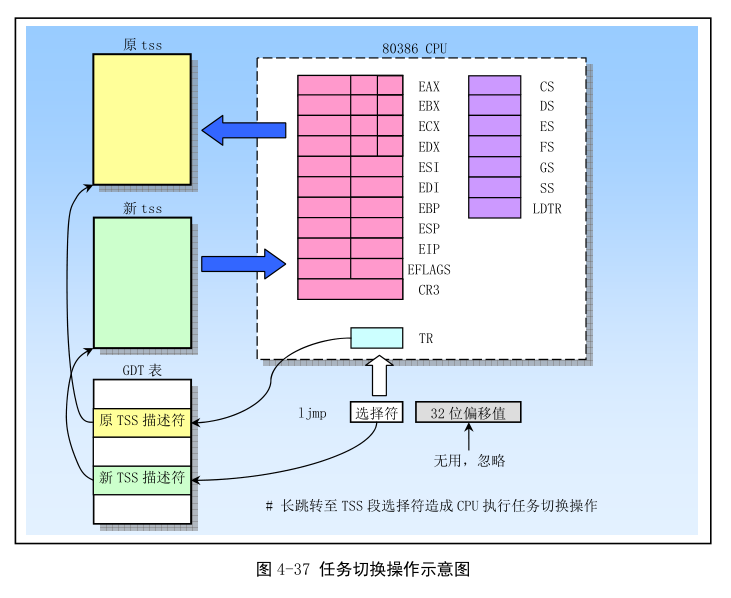 原 tss
80386 CPU
EAX
EBX
ECX
EDX
ESI
EDI
EBP
ESP
EIP
EFLAGS
CR3
CS
DS
ES
FS
GS
SS
LDTR
新 tss
TR
GDT 表
原 TSS 描述符
新 TSS 描述符
ljmp
选择符
32 位偏移值
无用，忽略
# 长跳转至 TSS 段选择符造成 CPU 执行任务切换操作
图 4-37 任务切换操作示意图